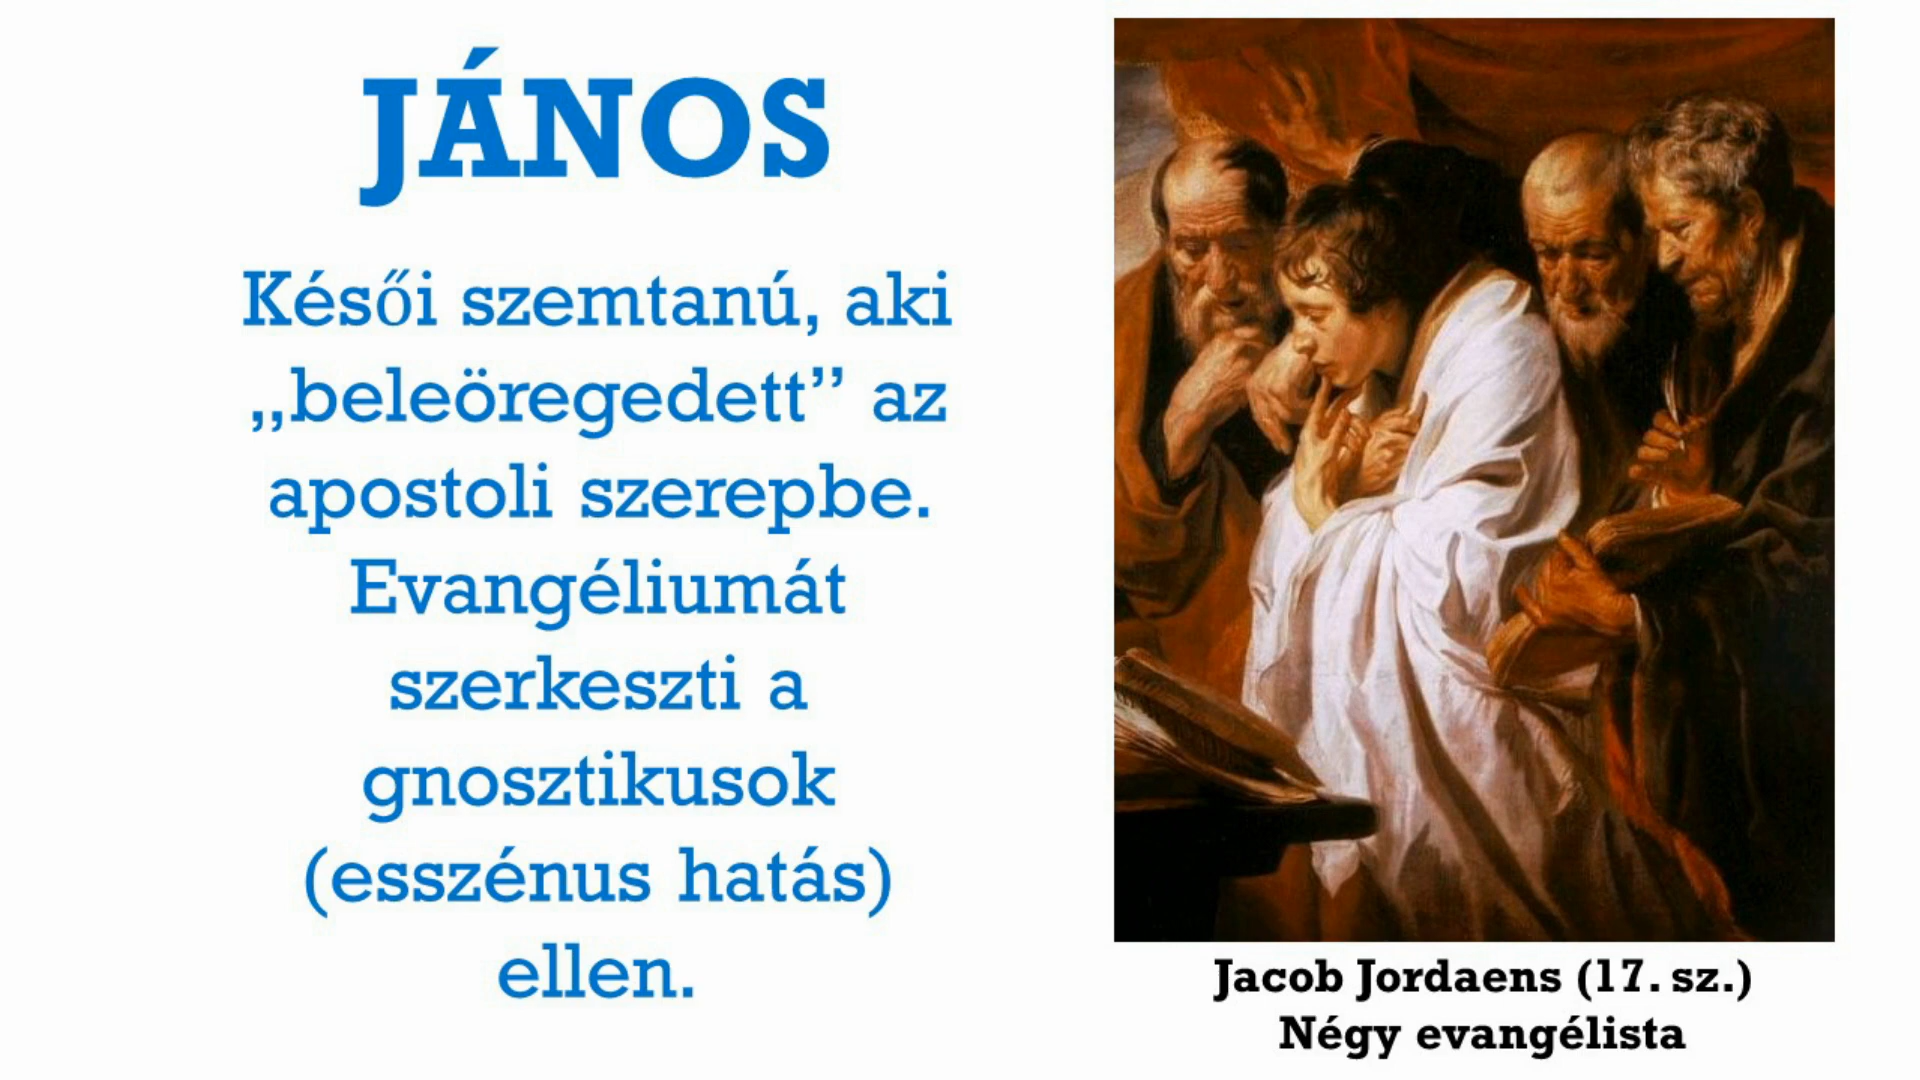 JÁNOS
Késői szemtanú, aki
„beleöregedett” az
apostoli szerepbe.
Evangéliumát
szerkeszti a
gnosztikusok
(esszénus hatás)
ellen.
Jacob Jordaens (17. sz.)
Négy evangélista